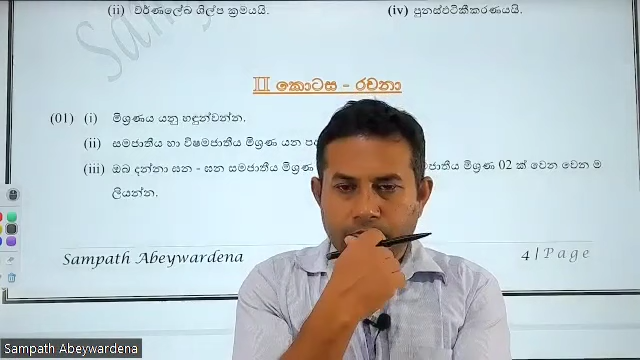 (ii) වර්ණලේඛ ශිල්ප ක්‍රමයයි. (iv) පුනස්ඵටිකීකරණයයි.
II කොටස - රචනා
(01) (i) මිශ්‍රණය යනු හඳුන්වන්න.
(ii) සමජාතීය හා විෂමජාතීය මිශ්‍රණ යන
(iii) ඔබ දන්නා ඝන - ඝන සමජාතීය මිශ්‍රණ මිශ්‍රණ 02 ක් වෙන වෙන ම
ලියන්න.
Sampath Abeywardena 4 | Page
Sampath Abeywardena